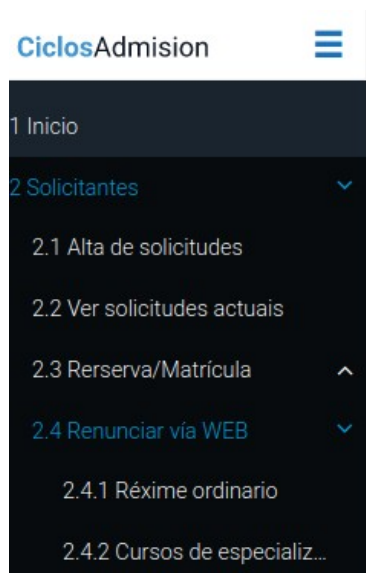 CiclosAdmision
1 Inicio
2 Solicitantes
2.1 Alta de solicitudes
2.2 Ver solicitudes actuais
2.3 Rerserva/Matrícula
2.4 Renunciar vía WEB
2.4.1 Réxime ordinario
2.4.2 Cursos de especializ...